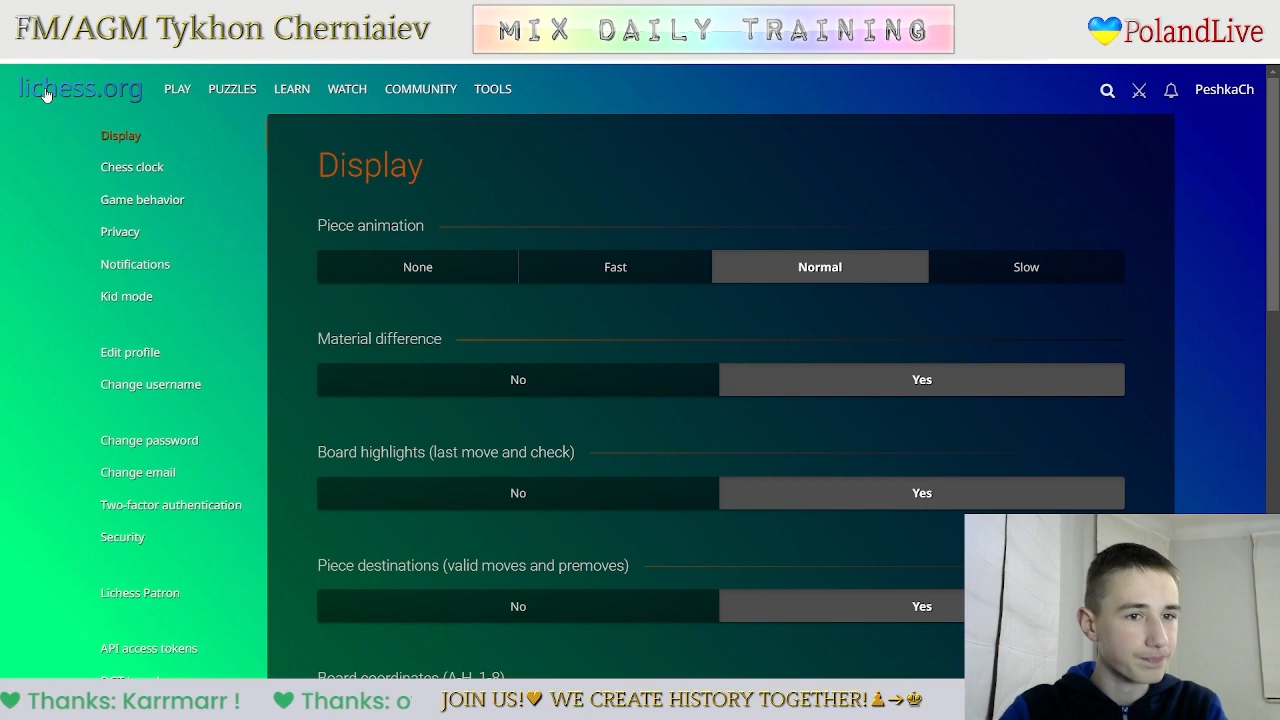 FM/AGM Tykhon Cherniaiev
MIX DAILY TRAINING
PolandLive
lichess.org PLAY PUZZLES LEARN WATCH COMMUNITY TOOLS PeshkaCh
Display
Chess clock
Game behavior
Privacy
Notifications
Kid mode
Edit profile
Change username
Change password
Change email
Two-factor authentication
Security
Lichess Patron
API access tokens
Display
Piece animation
None Fast Normal Slow
Material difference
No Yes
Board highlights (last move and check)
No Yes
Piece destinations (valid moves and premoves)
No Yes
Board coordinates (A-H, 1-8)
Thanks: Karrmarr ! Thanks: o
JOIN US!♥ WE CREATE HISTORY TOGETHER!♟→♚